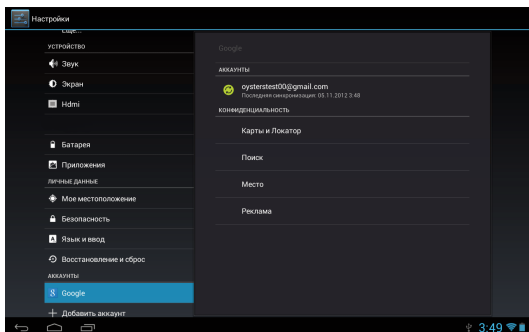 Настройки
Еще...
УСТРОЙСТВО
Звук
Экран
Hdmi
Батарея
Приложения
ЛИЧНЫЕ ДАННЫЕ
Мое местоположение
Безопасность
Язык и ввод
Восстановление и сброс
АККАУНТЫ
Google
Добавить аккаунт
Google
АККАУНТЫ
oysterstest00@gmail.com
Последняя синхронизация: 05.11.2012 3:48
КОНФИДЕНЦИАЛЬНОСТЬ
Карты и Локатор
Поиск
Место
Реклама
3:49